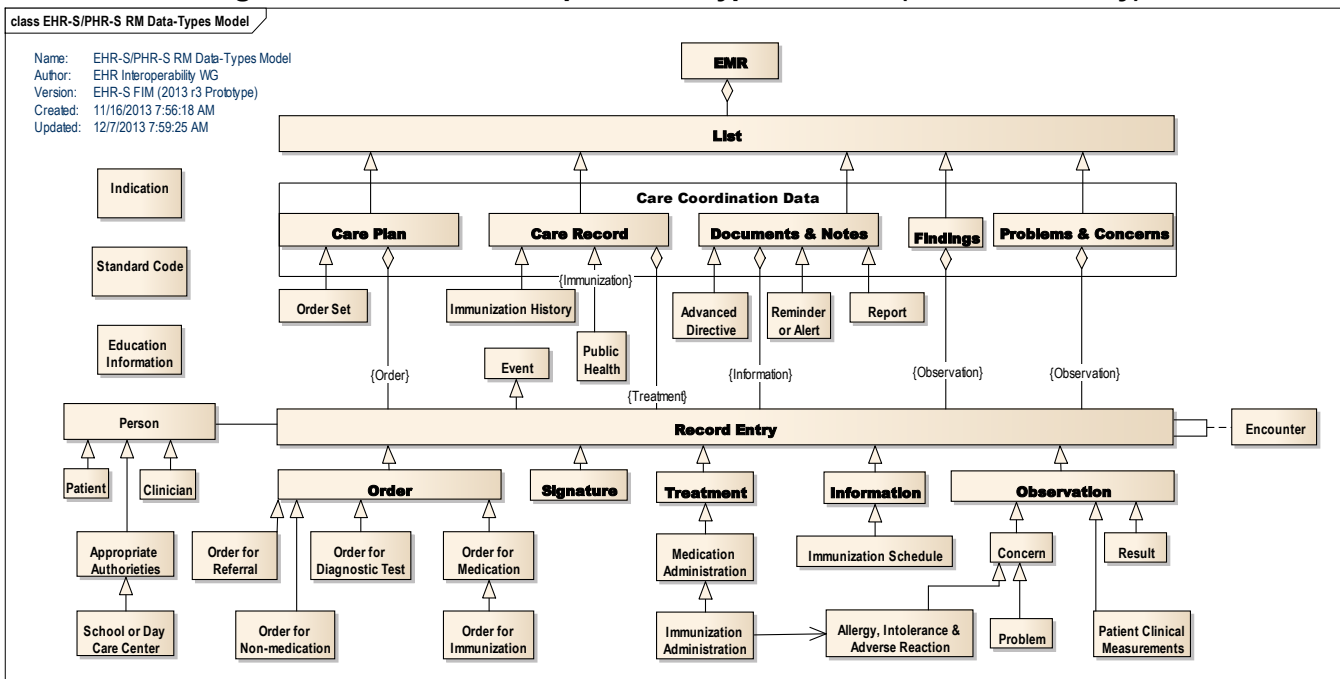 class EHR-S/PHR-S RM Data-Types Model
Name: EHR-S/PHR-S RM Data-Types Model
Author: EHR Interoperability WG
Version: EHR-S FIM (2013 r3 Prototype)
Created: 11/16/2013 7:56:18 AM
Updated: 12/7/2013 7:59:25 AM
EMR
List
Indication
Standard Code
Education
Information
Care Coordination Data
Care Plan
Care Record
Documents & Notes
Findings
Problems & Concerns
{Immunization}
Order Set
Immunization History
Public
Health
Advanced
Directive
Reminder
or Alert
Report
Event
{Order}
{Treatment}
{Information}
{Observation}
{Observation}
Person
Record Entry
Encounter
Patient
Clinician
Order
Signature
Treatment
Information
Observation
Appropriate
Authorieties
Order for
Referral
Order for
Diagnostic Test
Order for
Medication
Medication
Administration
Immunization Schedule
Concern
Result
School or Day
Care Center
Order for
Non-medication
Order for
Immunization
Immunization
Administration
Allergy, Intolerance &
Adverse Reaction
Problem
Patient Clinical
Measurements